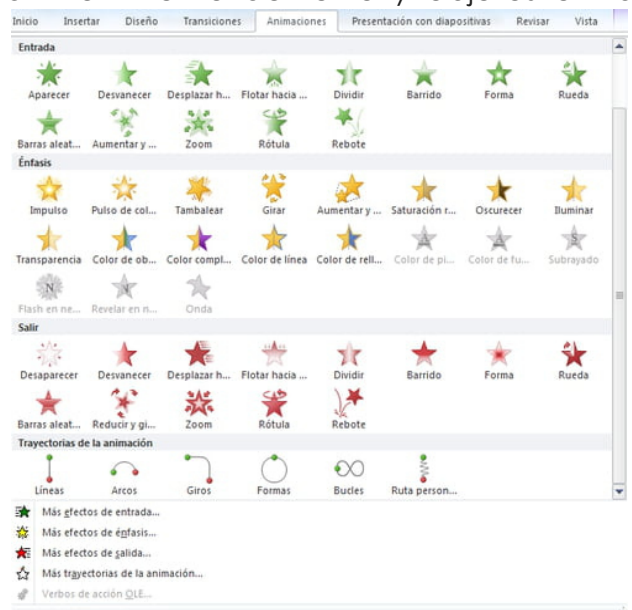 Inicio Insertar Diseño Transiciones Animaciones Presentación con diapositivas Revisar Vista
Entrada
Aparecer Desvanecer Desplazar h... Flotar hacia ... Dividir Barrido Forma Rueda
Barras aleat... Aumentar y ... Zoom Rótula Rebote
Énfasis
Impulso Pulso de col... Tambalear Girar Aumentar y ... Saturación r... Oscurecer Iluminar
Transparencia Color de ob... Color compl... Color de línea Color de rell... Color de pi... Color de fu... Subrayado
Flash en ne... Revelar en n... Onda
Salir
Desaparecer Desvanecer Desplazar h... Flotar hacia ... Dividir Barrido Forma Rueda
Barras aleat... Reducir y gi... Zoom Rótula Rebote
Trayectorias de la animación
Líneas Arcos Giros Formas Bucles Ruta person...
Más efectos de entrada...
Más efectos de énfasis...
Más efectos de salida...
Más trayectorias de la animación...
Verbos de acción OLE...